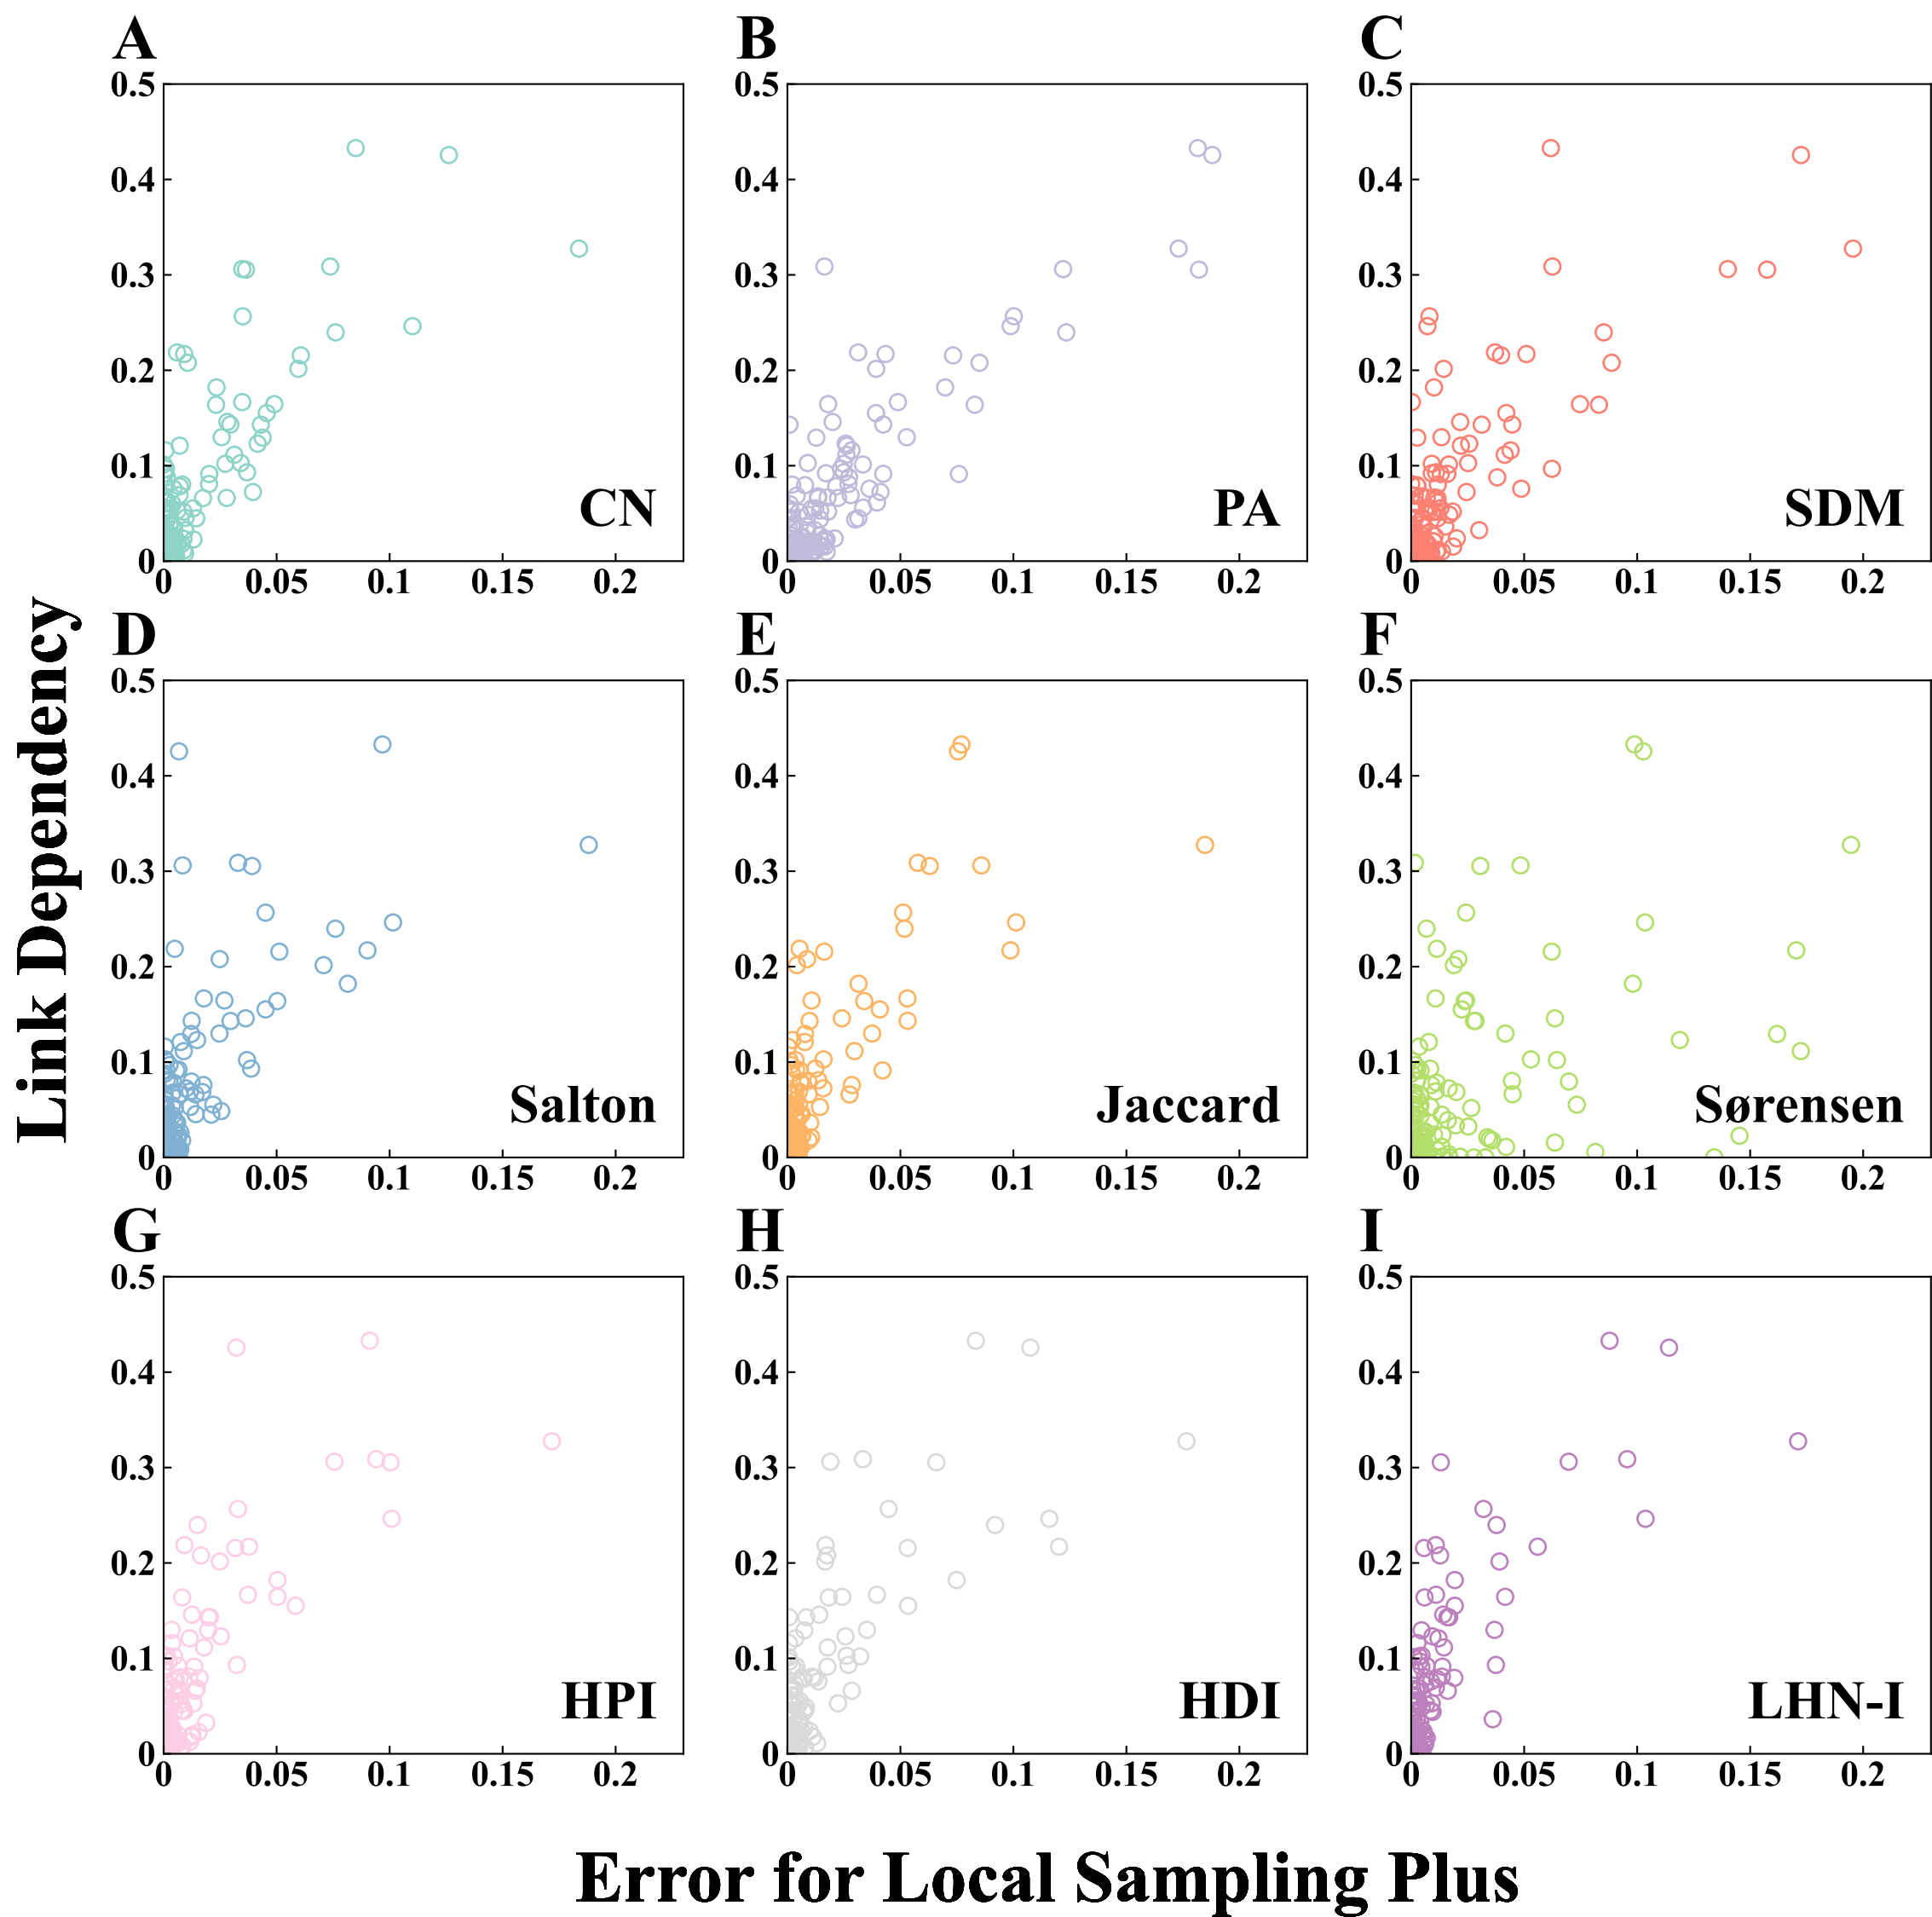 A B C
0.5 0.5 0.5
0.4 0.4 0.4
0.3 0.3 0.3
0.2 0.2 0.2
0.1 0.1 0.1
CN PA SDM
0 0 0
0 0.05 0.1 0.15 0.2 0 0.05 0.1 0.15 0.2 0 0.05 0.1 0.15 0.2
D E F
0.5 0.5 0.5
0.4 0.4 0.4
0.3 0.3 0.3
0.2 0.2 0.2
0.1 0.1 0.1
Salton Jaccard Sørensen
0 0 0
0 0.05 0.1 0.15 0.2 0 0.05 0.1 0.15 0.2 0 0.05 0.1 0.15 0.2
G H I
0.5 0.5 0.5
0.4 0.4 0.4
0.3 0.3 0.3
0.2 0.2 0.2
0.1 0.1 0.1
HPI HDI LHN-I
0 0 0
0 0.05 0.1 0.15 0.2 0 0.05 0.1 0.15 0.2 0 0.05 0.1 0.15 0.2
Link Dependency
Error for Local Sampling Plus